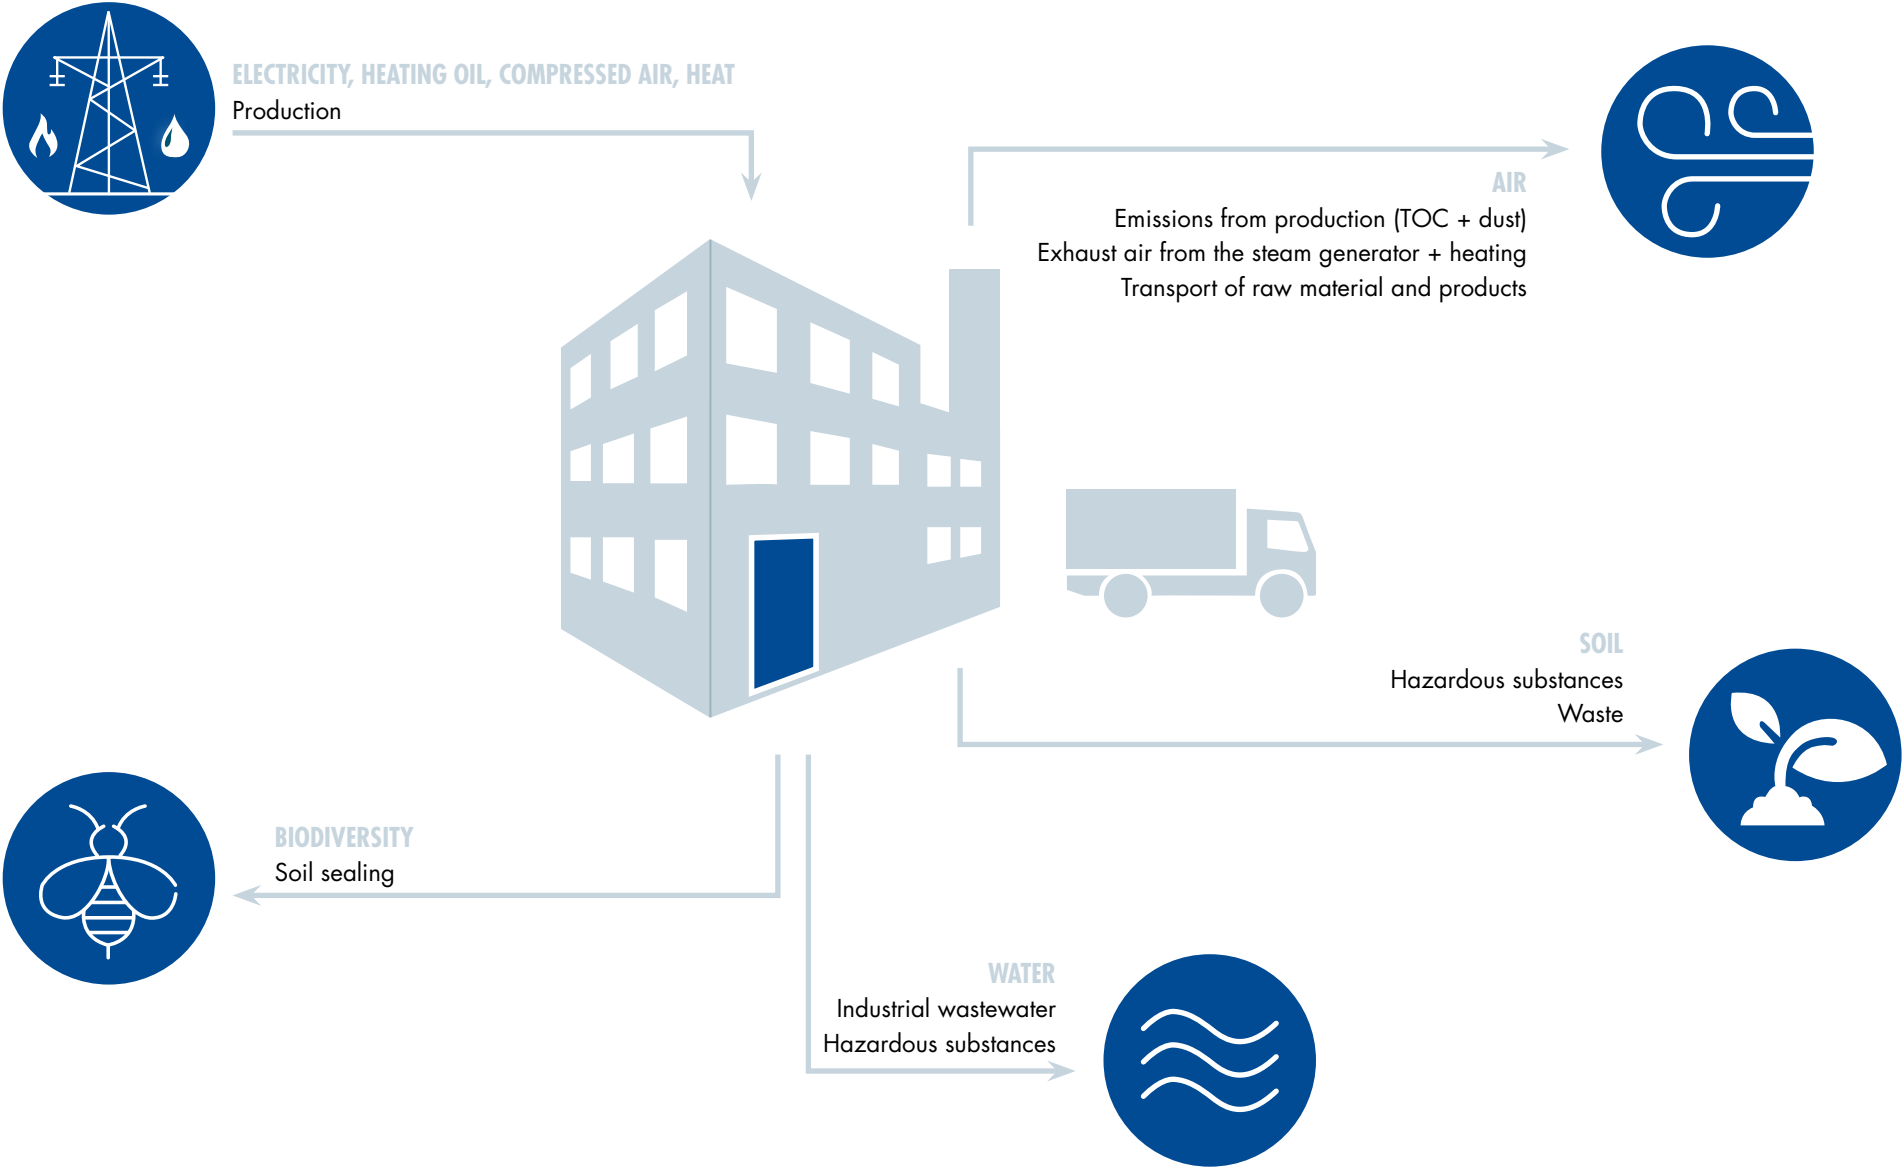 ELECTRICITY, HEATING OIL, COMPRESSED AIR, HEAT
Production
AIR
Emissions from production (TOC + dust)
Exhaust air from the steam generator + heating
Transport of raw material and products
SOIL
Hazardous substances
Waste
BIODIVERSITY
Soil sealing
WATER
Industrial wastewater
Hazardous substances